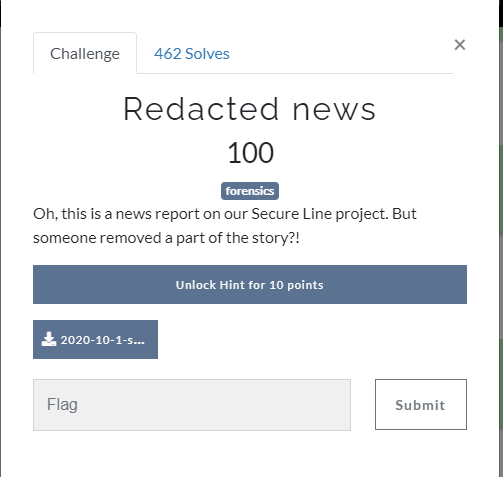 Challenge
462 Solves
×
Redacted news
100
forensics
Oh, this is a news report on our Secure Line project. But
someone removed a part of the story?!
Unlock Hint for 10 points
2020-10-1-s...
Flag
Submit